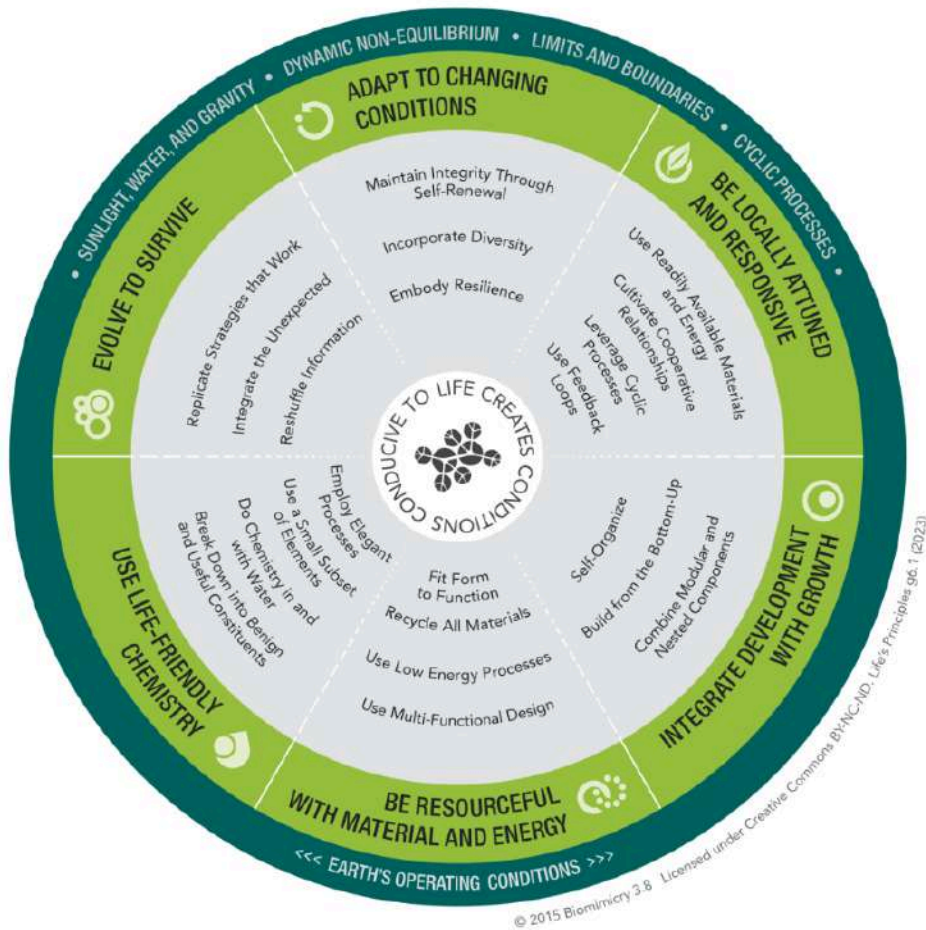 • SUNLIGHT, WATER, AND GRAVITY • DYNAMIC NON-EQUILIBRIUM • LIMITS AND BOUNDARIES • CYCLIC PROCESSES •
ADAPT TO CHANGING
CONDITIONS
Maintain Integrity Through
Self-Renewal
Incorporate Diversity
Embody Resilience
BE LOCALLY ATTUNED
AND RESPONSIVE
Use Readily Available Materials
and Energy
Cultivate Cooperative
Relationships
Leverage Cyclic
Processes
Use Feedback
Loops
INTEGRATE DEVELOPMENT
WITH GROWTH
Self-Organize
Build from the Bottom-Up
Combine Modular and
Nested Components
BE RESOURCEFUL
WITH MATERIAL AND ENERGY
Fit Form
to Function
Recycle All Materials
Use Low Energy Processes
Use Multi-Functional Design
USE LIFE-FRIENDLY
CHEMISTRY
Employ Elegant
Processes
Use a Small Subset
of Elements
Do Chemistry in and
with Water
Break Down into Benign
and Useful Constituents
EVOLVE TO SURVIVE
Replicate Strategies that Work
Integrate the Unexpected
Reshuffle Information
LIFE CREATES CONDITIONS CONDUCIVE TO
<<< EARTH'S OPERATING CONDITIONS >>>
© 2015 Biomimicry 3.8 Licensed under Creative Commons BY-NC-ND. Life's Principles g6.1 (2023)